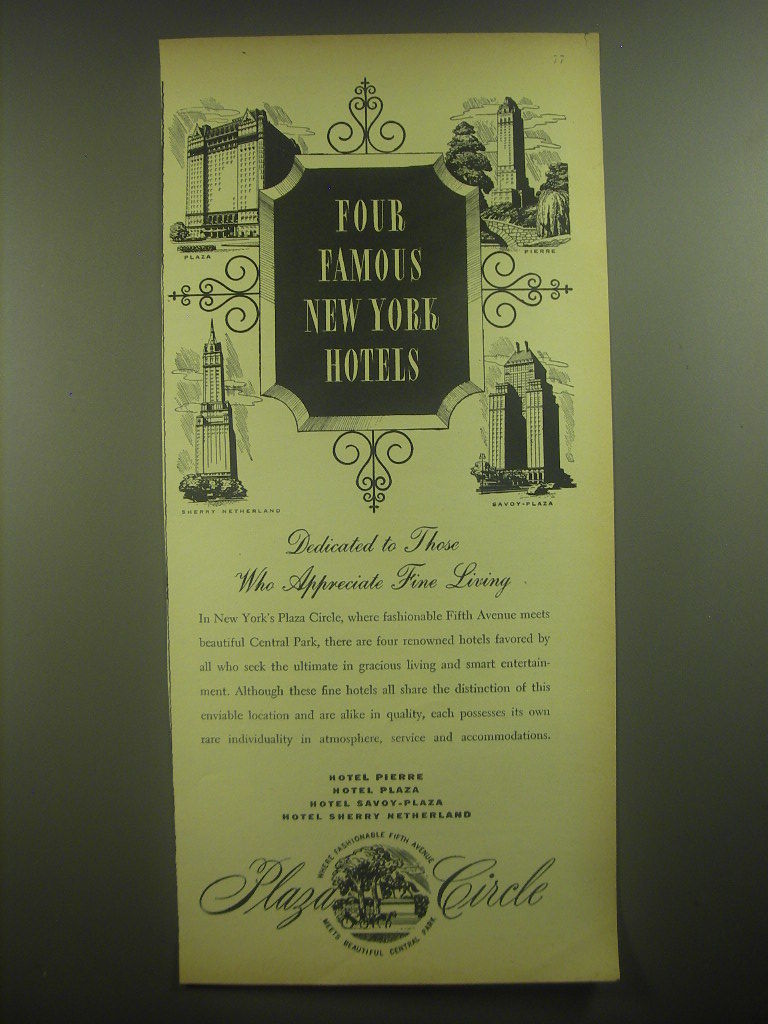 77
FOUR
FAMOUS
NEW YORK
HOTELS
PLAZA
PIERRE
SHERRY NETHERLAND
SAVOY-PLAZA
Dedicated to Those
Who Appreciate Fine Living
In New York's Plaza Circle, where fashionable Fifth Avenue meets
beautiful Central Park, there are four renowned hotels favored by
all who seek the ultimate in gracious living and smart entertain-
ment. Although these fine hotels all share the distinction of this
enviable location and are alike in quality, each possesses its own
rare individuality in atmosphere, service and accommodations.
HOTEL PIERRE
HOTEL PLAZA
HOTEL SAVOY-PLAZA
HOTEL SHERRY NETHERLAND
WHERE FASHIONABLE FIFTH AVENUE
Plaza Circle
MEETS BEAUTIFUL CENTRAL PARK